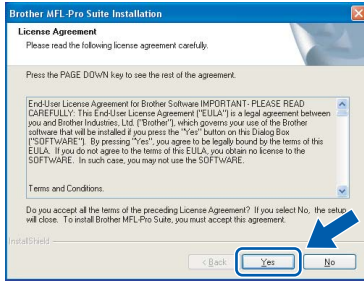 Brother MFL-Pro Suite Installation
License Agreement
Please read the following license agreement carefully.
Press the PAGE DOWN key to see the rest of the agreement.
End-User License Agreement for Brother Software IMPORTANT- PLEASE READ
CAREFULLY: This End-User License Agreement ("EULA") is a legal agreement between
you and Brother Industries, Ltd. ("Brother"), which governs your use of the Brother
software that will be installed if you press the "Yes" button on this Dialog Box
("SOFTWARE"). By pressing "Yes", you agree to be legally bound by the terms of this
EULA. If you do not agree to the terms of this EULA, you obtain no license to the
SOFTWARE. In such case, you may not use the SOFTWARE.
Terms and Conditions.
Do you accept all the terms of the preceding License Agreement? If you select No, the setup
will close. To install Brother MFL-Pro Suite, you must accept this agreement.
InstallShield
< Back Yes No